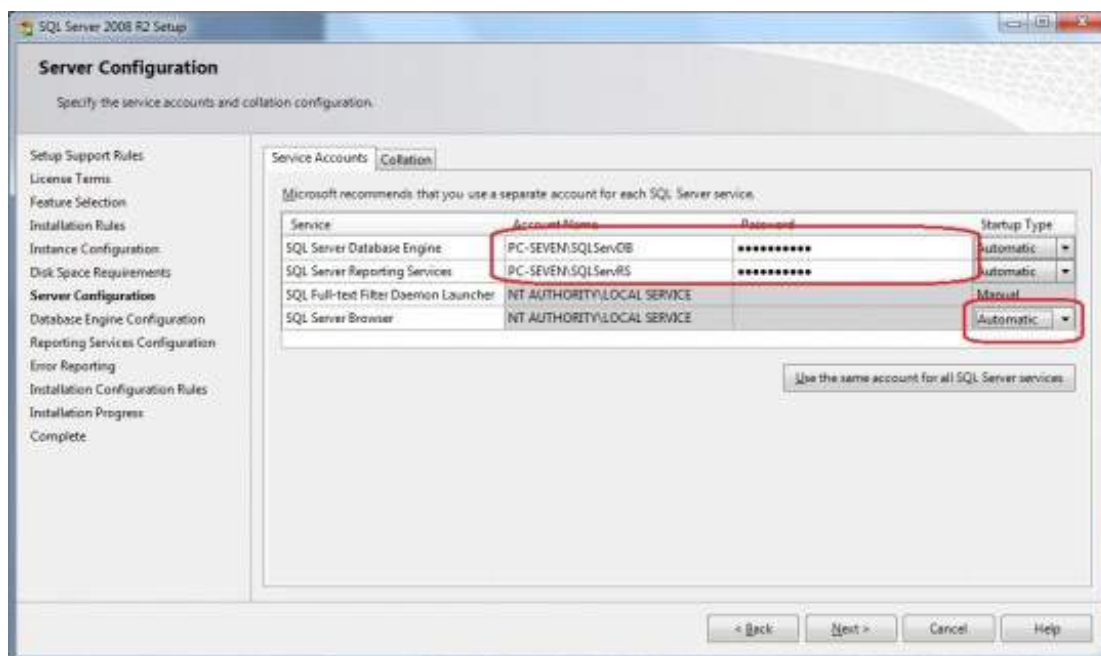 SQL Server 2008 R2 Setup
Server Configuration
Specify the service accounts and collation configuration.
Setup Support Rules
License Terms
Feature Selection
Installation Rules
Instance Configuration
Disk Space Requirements
Server Configuration
Database Engine Configuration
Reporting Services Configuration
Error Reporting
Installation Configuration Rules
Installation Progress
Complete
Service Accounts Collation
Microsoft recommends that you use a separate account for each SQL Server service.
Service Account Name Password Startup Type
SQL Server Database Engine PC-SEVEN\SQLServDB ●●●●●●●●●● Automatic
SQL Server Reporting Services PC-SEVEN\SQLServRS ●●●●●●●●●● Automatic
SQL Full-text Filter Daemon Launcher NT AUTHORITY\LOCAL SERVICE Manual
SQL Server Browser NT AUTHORITY\LOCAL SERVICE Automatic
Use the same account for all SQL Server services
< Back Next > Cancel Help